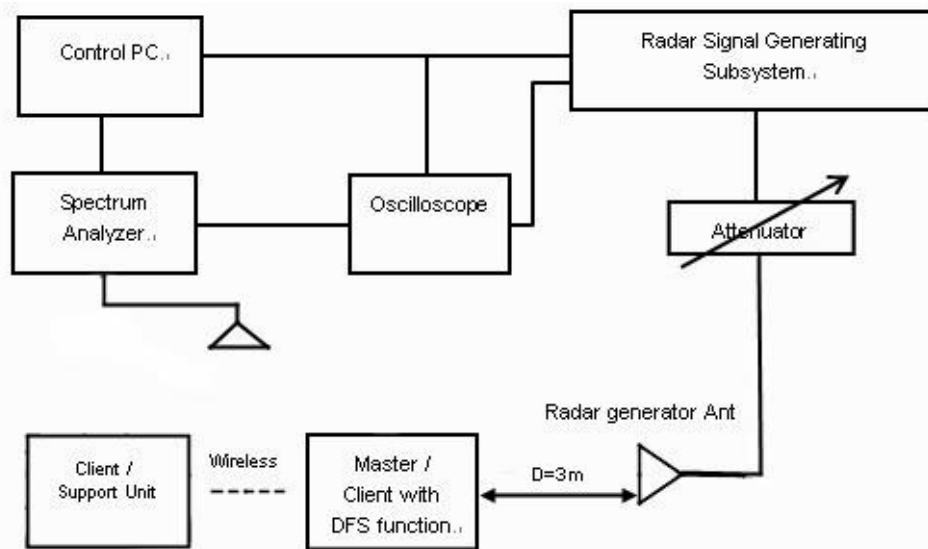 Control PC
Radar Signal Generating
Subsystem
Spectrum
Analyzer
Oscilloscope
Attenuator
Radar generator Ant
Client /
Support Unit
Wireless
Master /
Client with
DFS function
D=3m